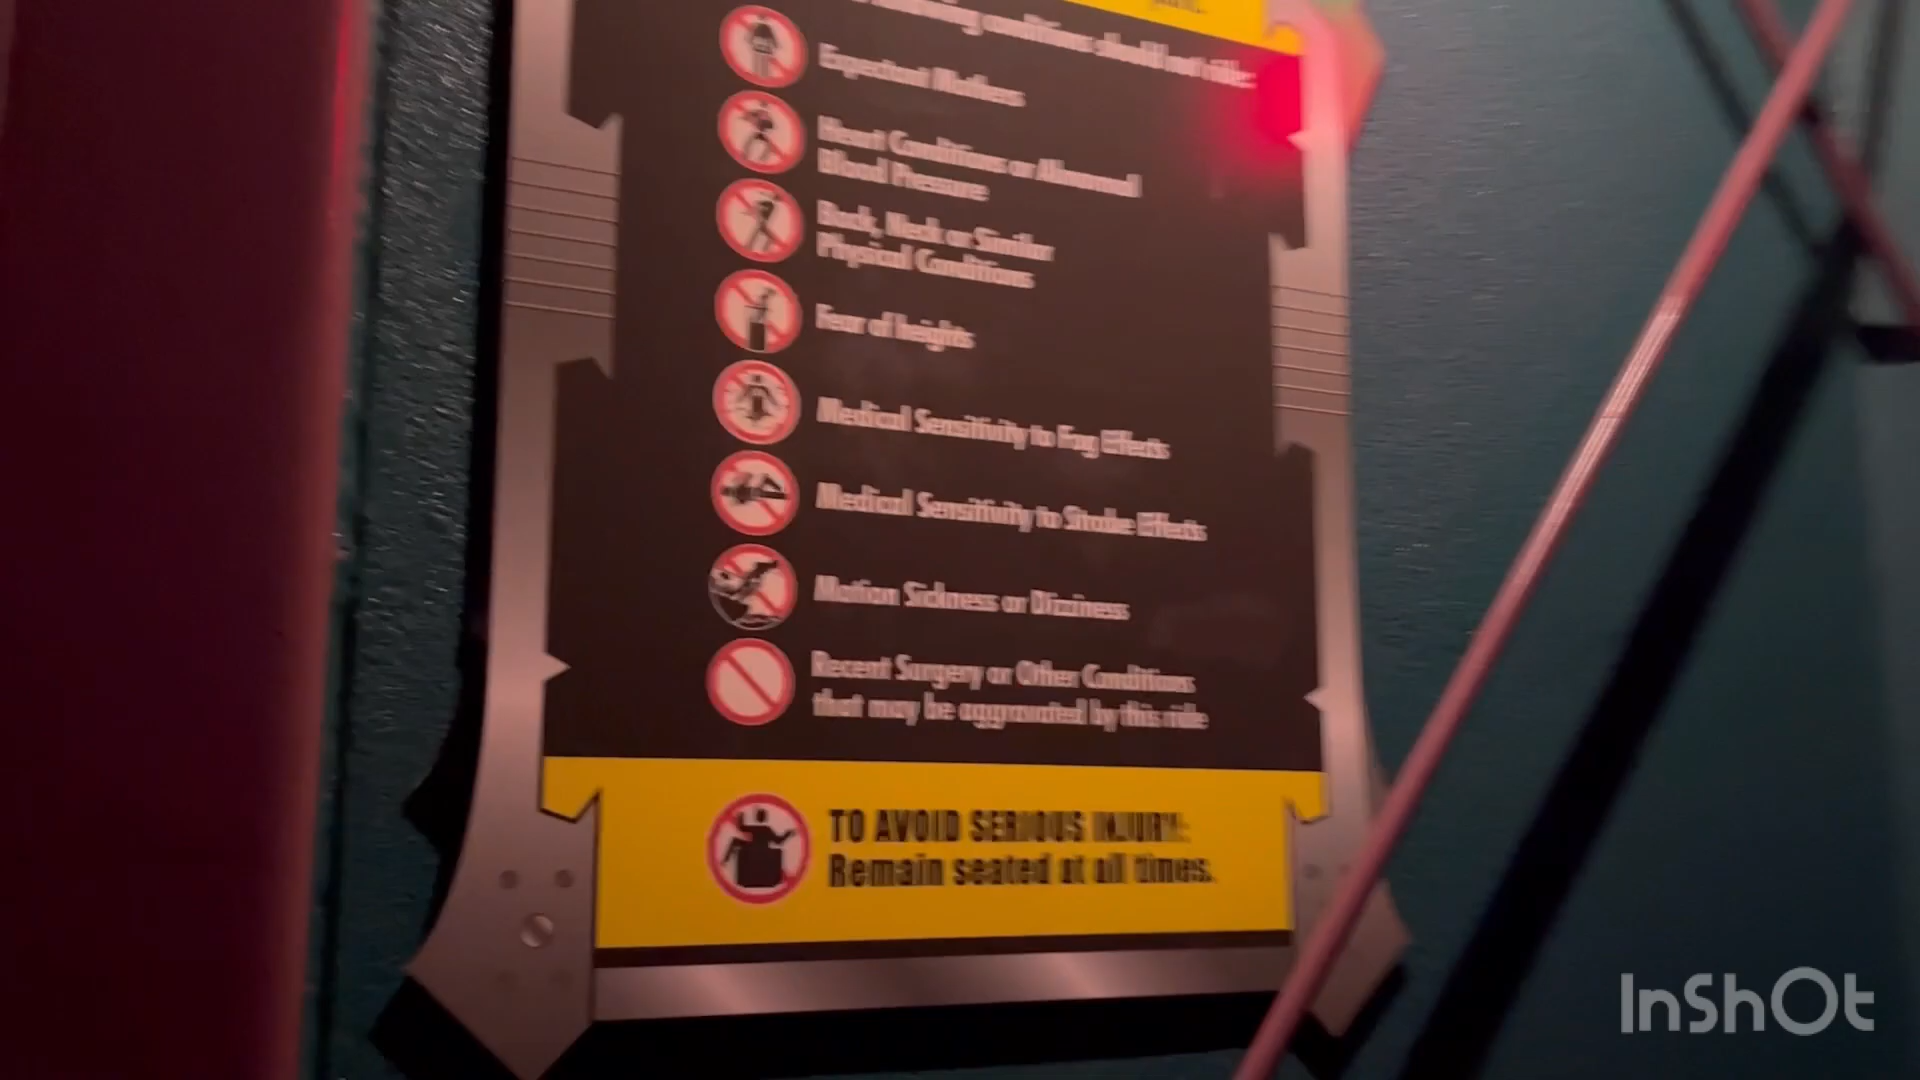 conditions should not ride:
Expectant Mothers
Heart Conditions or Abnormal
Blood Pressure
Back, Neck or Similar
Physical Conditions
Fear of heights
Medical Sensitivity to Fog Effects
Medical Sensitivity to Strobe Effects
Motion Sickness or Dizziness
Recent Surgery or Other Conditions
that may be aggravated by this ride
TO AVOID SERIOUS INJURY:
Remain seated at all times.
InShOt